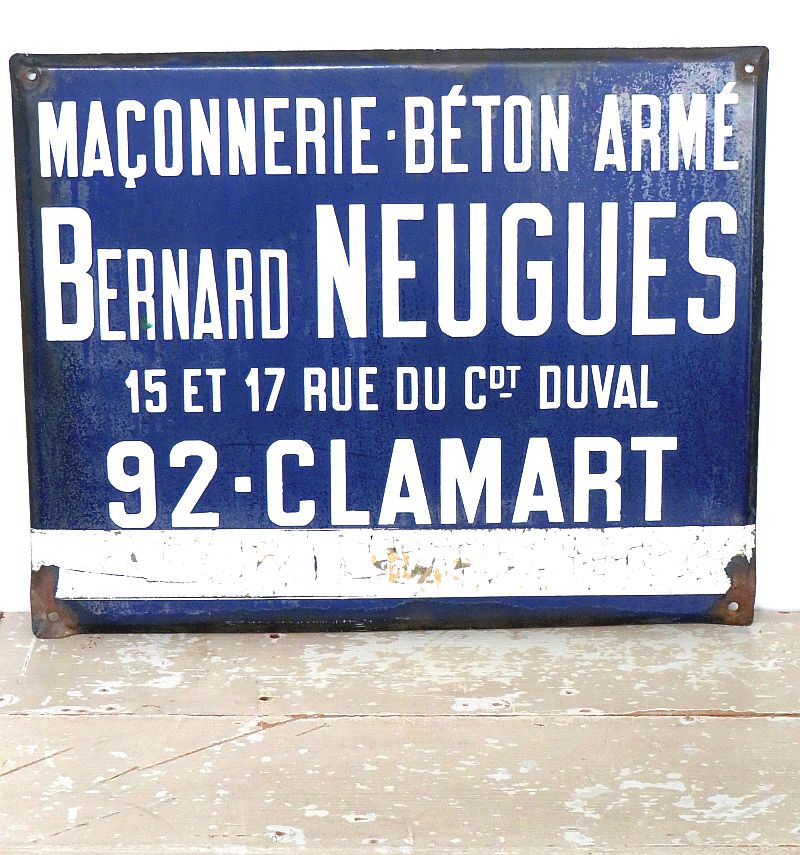 MAÇONNERIE·BÉTON ARMÉ
BERNARD NEUGUES
15 ET 17 RUE DU CDT DUVAL
92·CLAMART